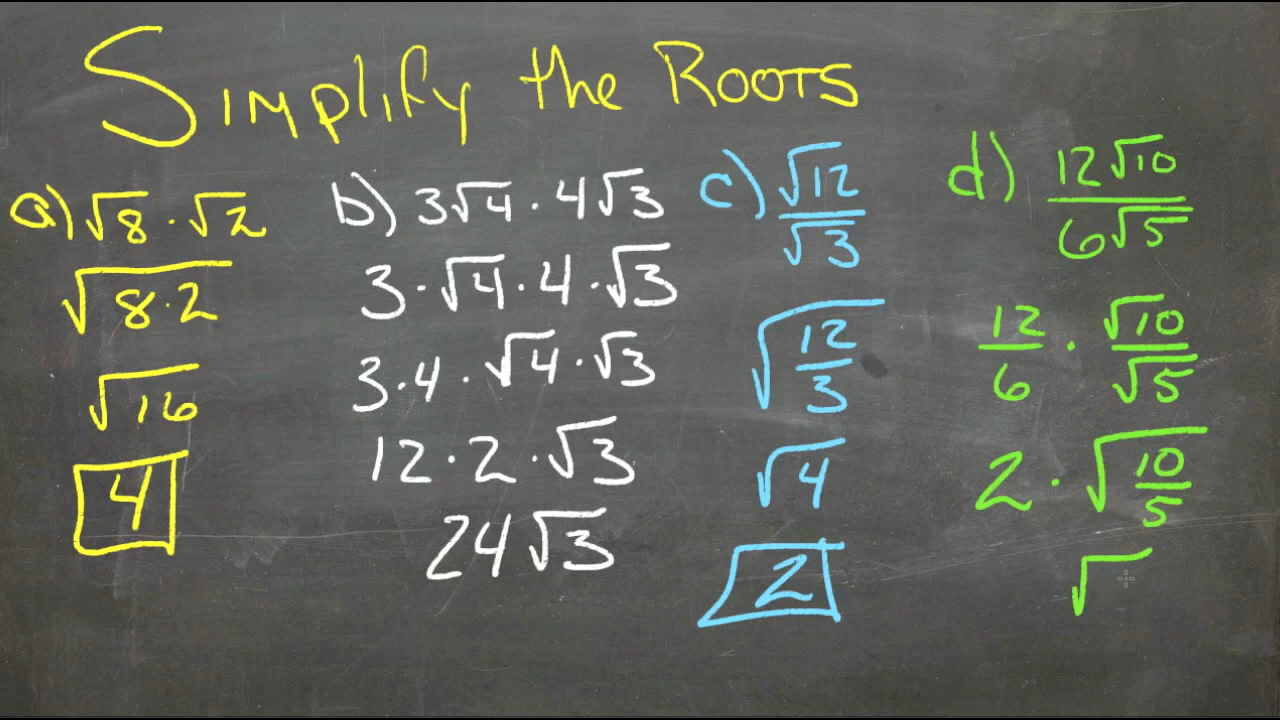 Simplify the Roots
a) √8 · √2
√8·2
√16
4
b) 3√4 · 4√3
3 · √4 · 4 · √3
3 · 4 · √4 · √3
12 · 2 · √3
24√3
c) √12
√3
√12/3
√4
2
d) 12√10
6√5
12/6 · √10/√5
2 · √10/5
√